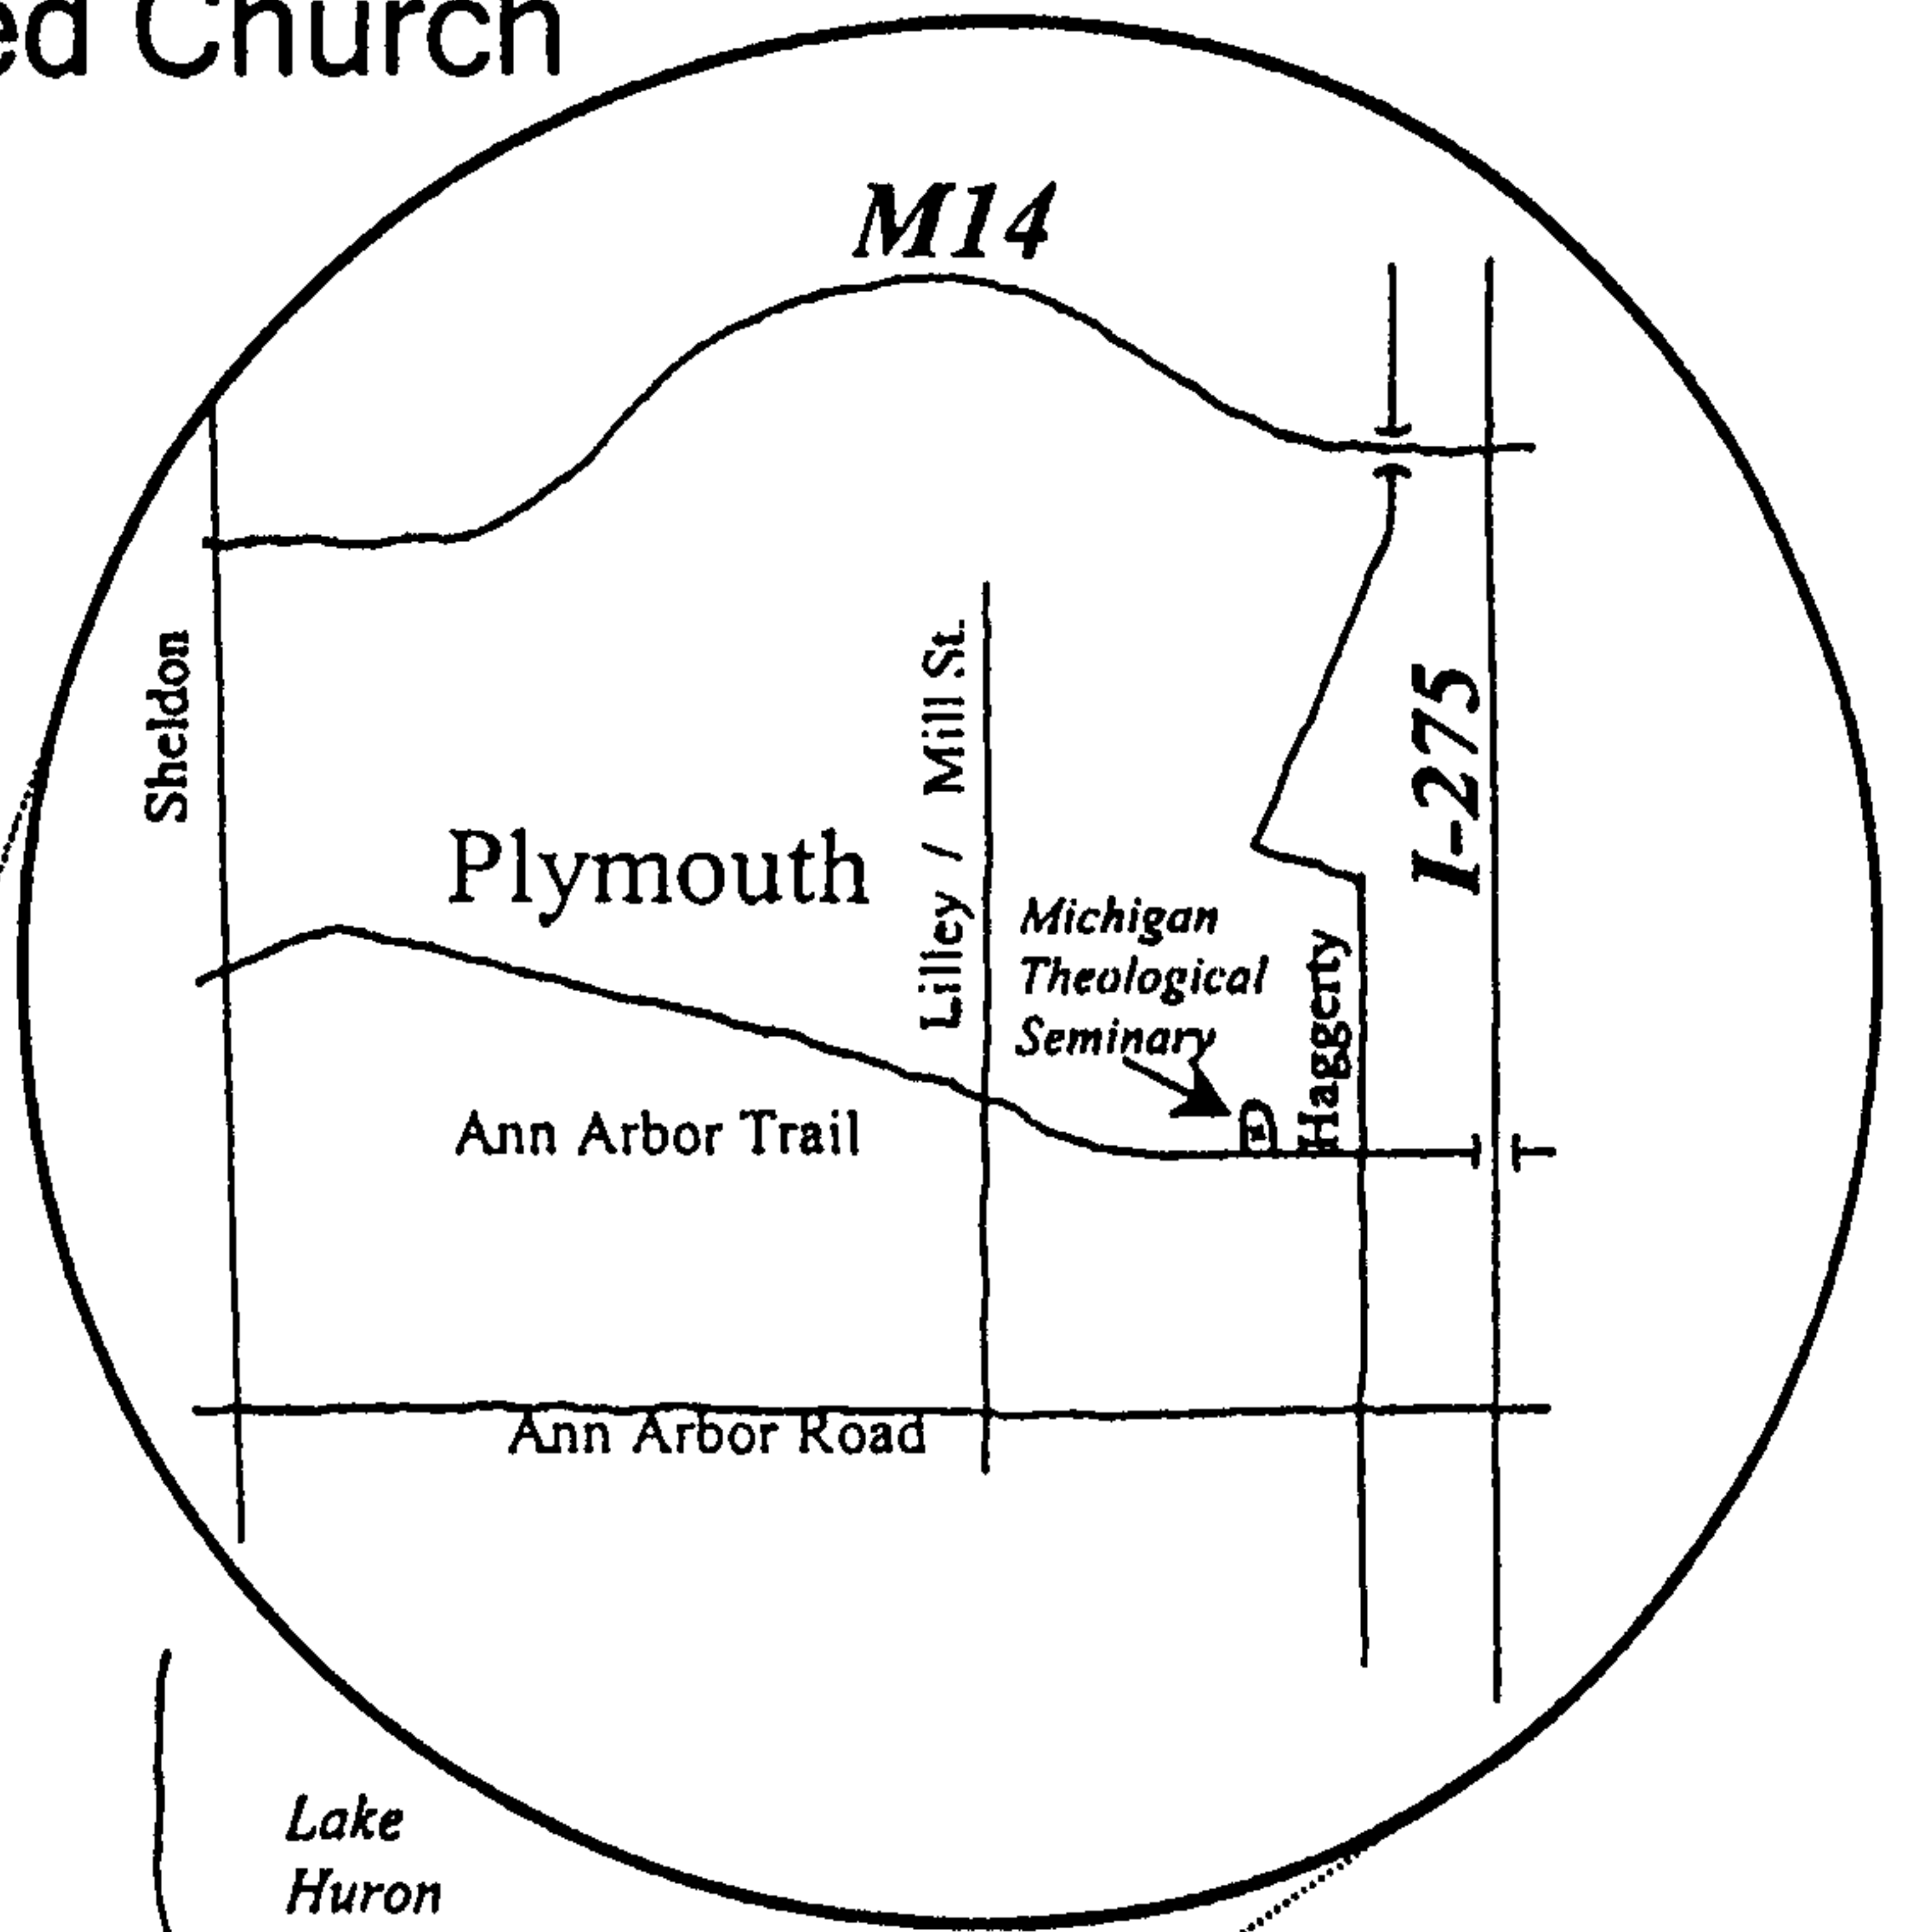 ed Church
M14
Sheldon
Lilley / Mill St.
I-275
Plymouth
Michigan
Theological
Seminary
Haggerty
Ann Arbor Trail
Ann Arbor Road
Lake
Huron